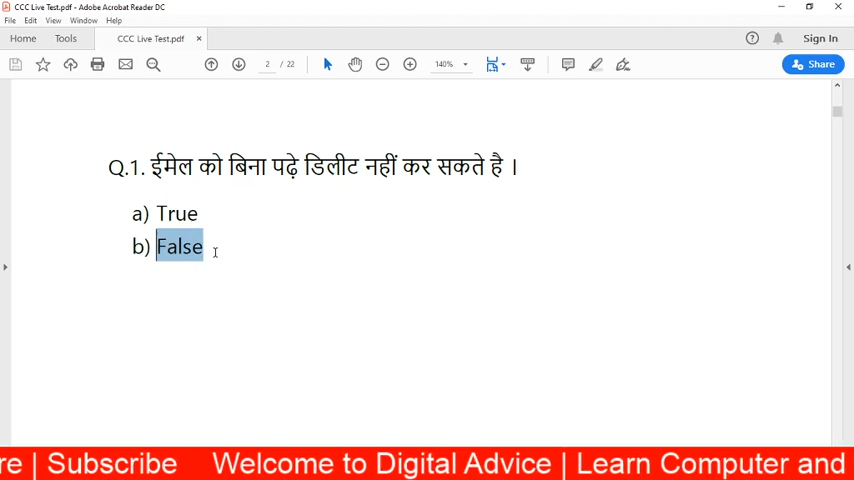 CCC Live Test.pdf - Adobe Acrobat Reader DC
File Edit View Window Help
Home Tools CCC Live Test.pdf × Sign In
2 / 22 140% Share
Q.1. ईमेल को बिना पढ़े डिलीट नहीं कर सकते है ।
a) True
b) False
re | Subscribe Welcome to Digital Advice | Learn Computer and